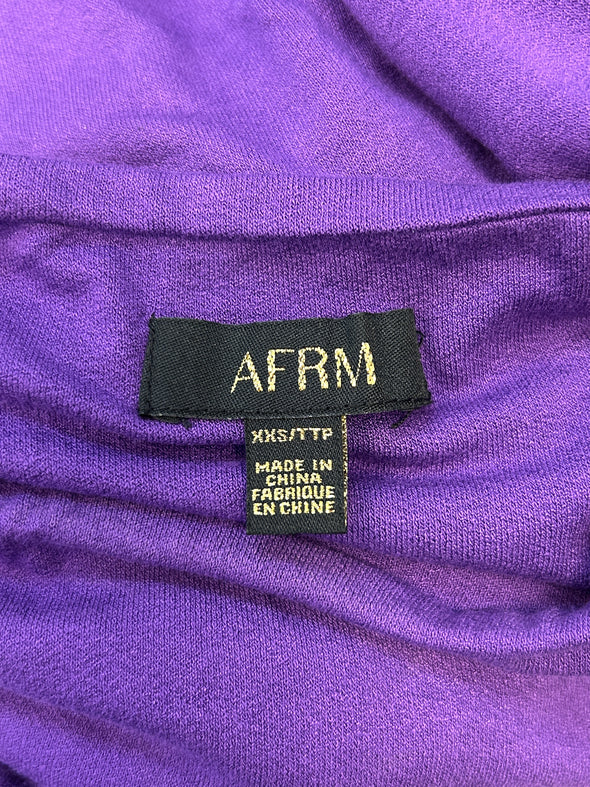 AFRM
XXS/TTP
MADE IN
CHINA
FABRIQUE
EN CHINE